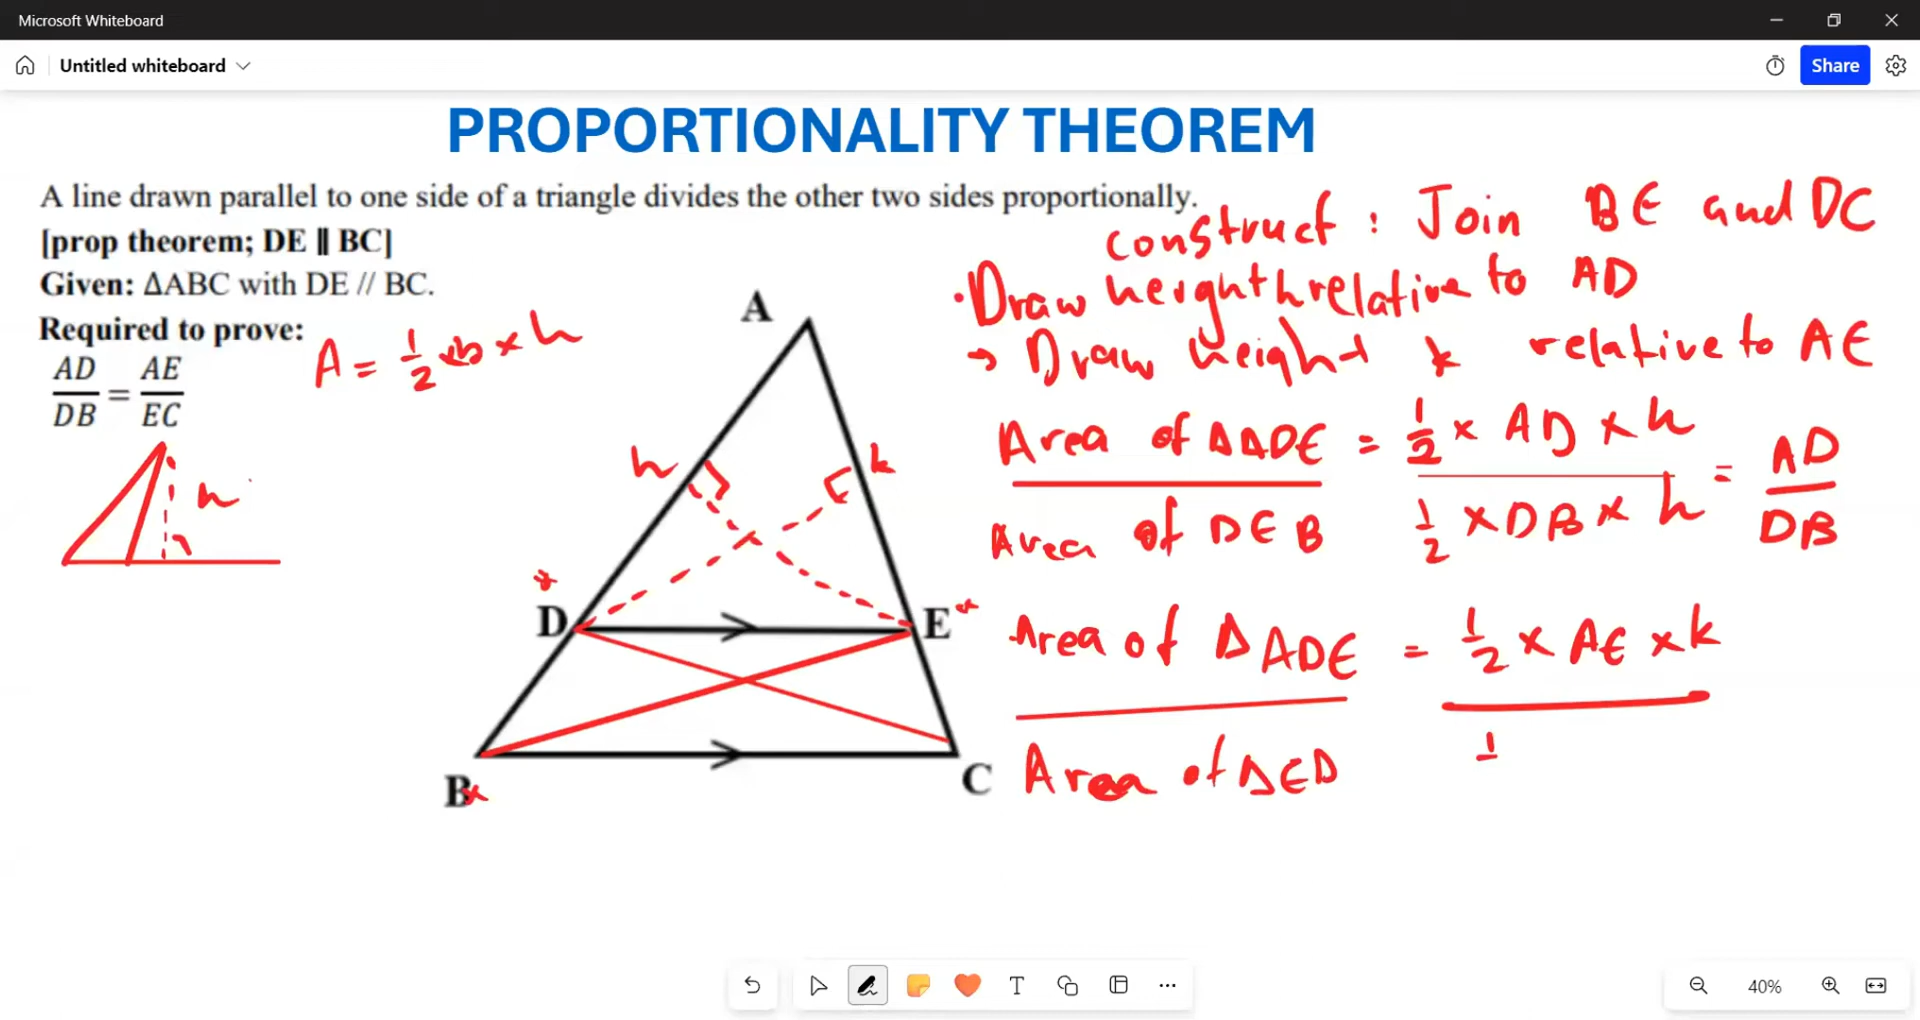 Microsoft Whiteboard
Untitled whiteboard
Share
PROPORTIONALITY THEOREM
A line drawn parallel to one side of a triangle divides the other two sides proportionally.
[prop theorem; DE || BC]
Given: ΔABC with DE // BC.
Required to prove:
AD/DB = AE/EC
A = 1/2 × b × h
h
A
h
k
D
E
B
C
construct : Join BE and DC
• Draw height h relative to AD
→ Draw height k relative to AE
Area of ΔADE / Area of DEB = 1/2 × AD × h / 1/2 × DB × h = AD/DB
Area of ΔADE / Area of ΔED = 1/2 × AE × k / 1
40%